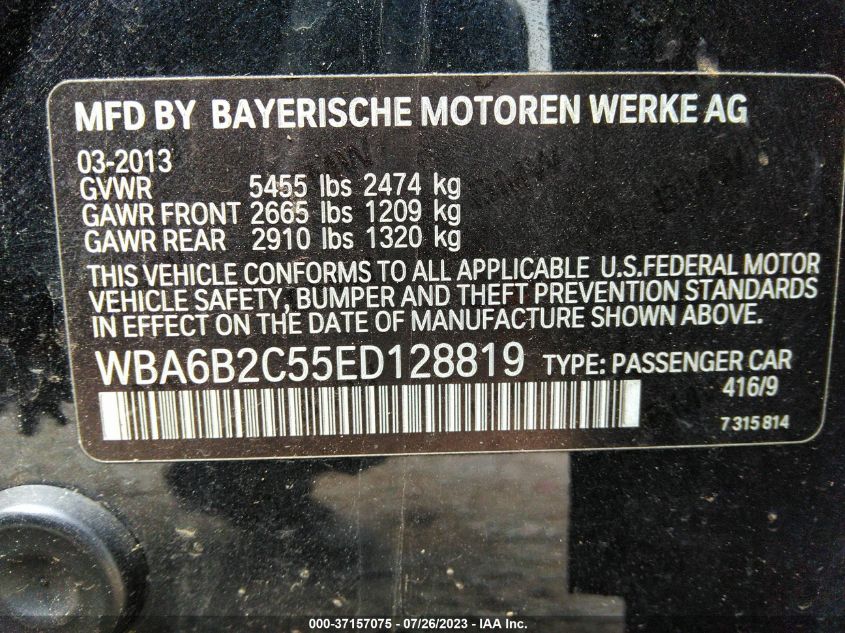 MFD BY BAYERISCHE MOTOREN WERKE AG
03-2013
GVWR 5455 lbs 2474 kg
GAWR FRONT 2665 lbs 1209 kg
GAWR REAR 2910 lbs 1320 kg
THIS VEHICLE CONFORMS TO ALL APPLICABLE U.S.FEDERAL MOTOR
VEHICLE SAFETY, BUMPER AND THEFT PREVENTION STANDARDS
IN EFFECT ON THE DATE OF MANUFACTURE SHOWN ABOVE.
WBA6B2C55ED128819 TYPE: PASSENGER CAR
416/9
7 315 814
000-37157075 - 07/26/2023 - IAA Inc.